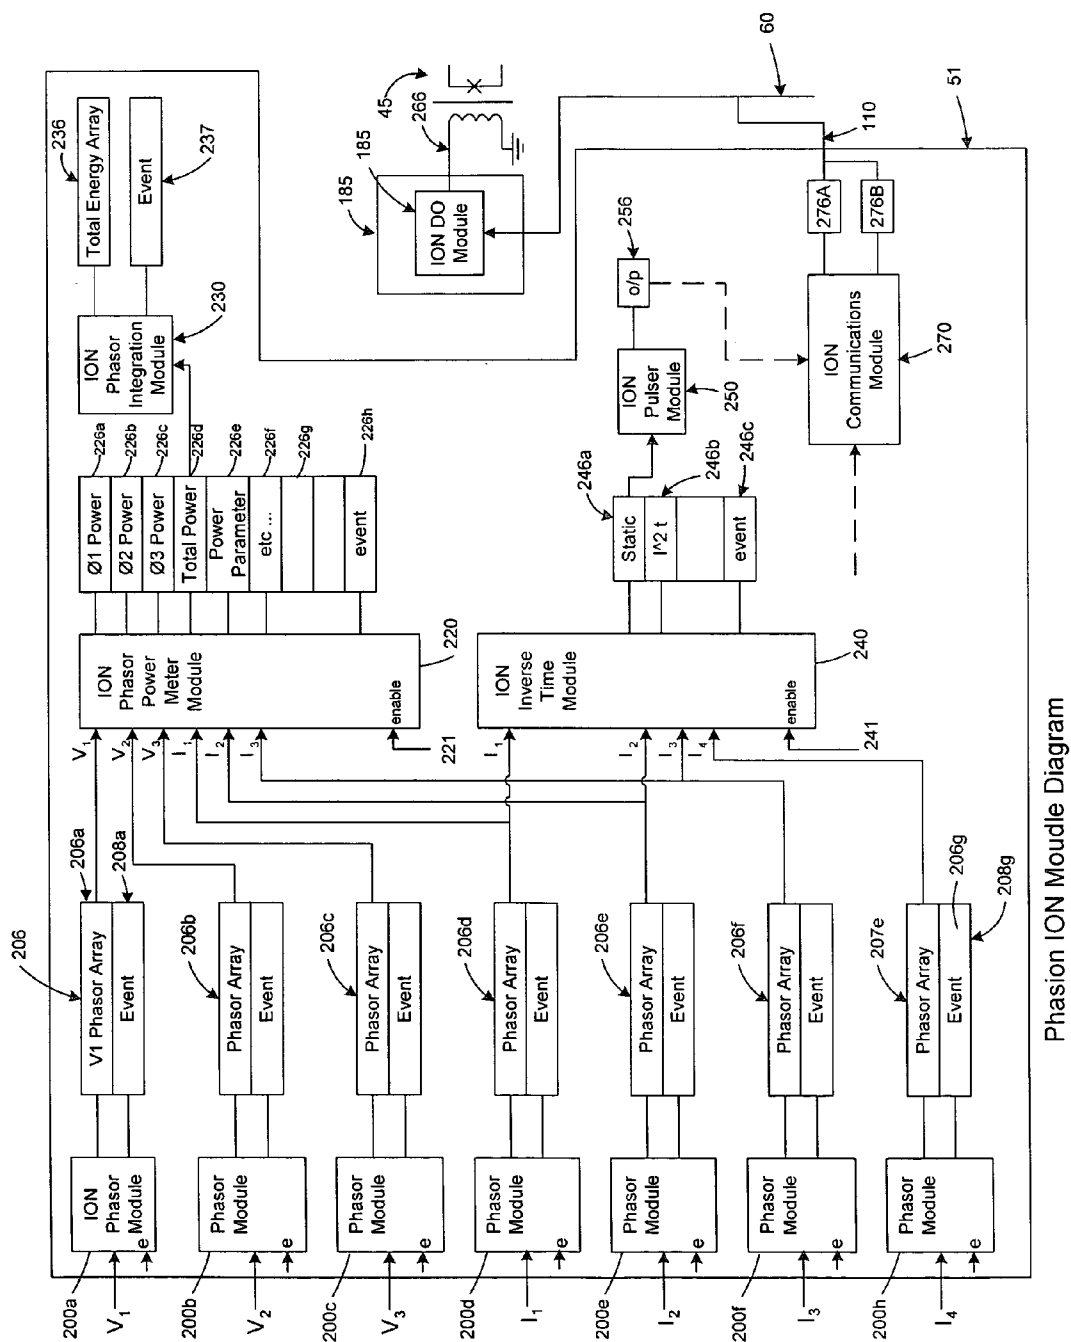 236
Total Energy Array
Event
237
ION
Phasor
Integration
Module
230
45
266
185
185
ION DO
Module
60
51
110
276A
276B
256
o/p
ION
Communications
Module
270
ION
Pulser
Module
250
226a
226b
226c
226d
226e
226f
226g
226h
Ø1 Power
Ø2 Power
Ø3 Power
Total Power
Power
Parameter
etc ...
event
246a
246b
246c
Static
I^2 t
event
ION
Phasor
Power
Meter
Module
enable
220
221
ION
Inverse
Time
Module
enable
240
241
V1
V2
V3
I1
I2
I3
I1
I2
I3
I4
206
206a
208a
V1 Phasor Array
Event
206b
Phasor Array
Event
206c
Phasor Array
Event
206d
Phasor Array
Event
206e
Phasor Array
Event
206f
Phasor Array
Event
207e
Phasor Array
Event
206g
208g
200a
ION
Phasor
Module
e
V1
200b
Phasor
Module
e
V2
200c
Phasor
Module
e
V3
200d
Phasor
Module
e
I1
200e
Phasor
Module
e
I2
200f
Phasor
Module
e
I3
200h
Phasor
Module
e
I4
Phasion ION Moudle Diagram